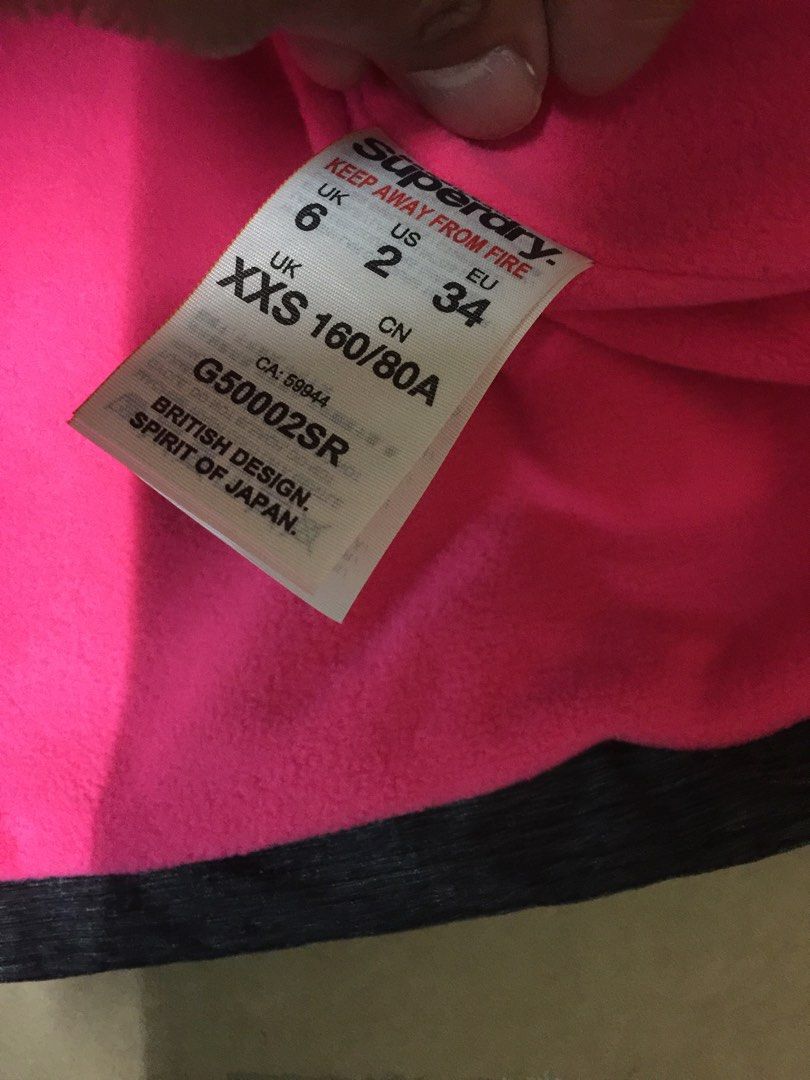 Superdry.
KEEP AWAY FROM FIRE
UK US EU
6 2 34
UK CN
XXS 160/80A
CA: 59944
G50002SR
BRITISH DESIGN.
SPIRIT OF JAPAN.